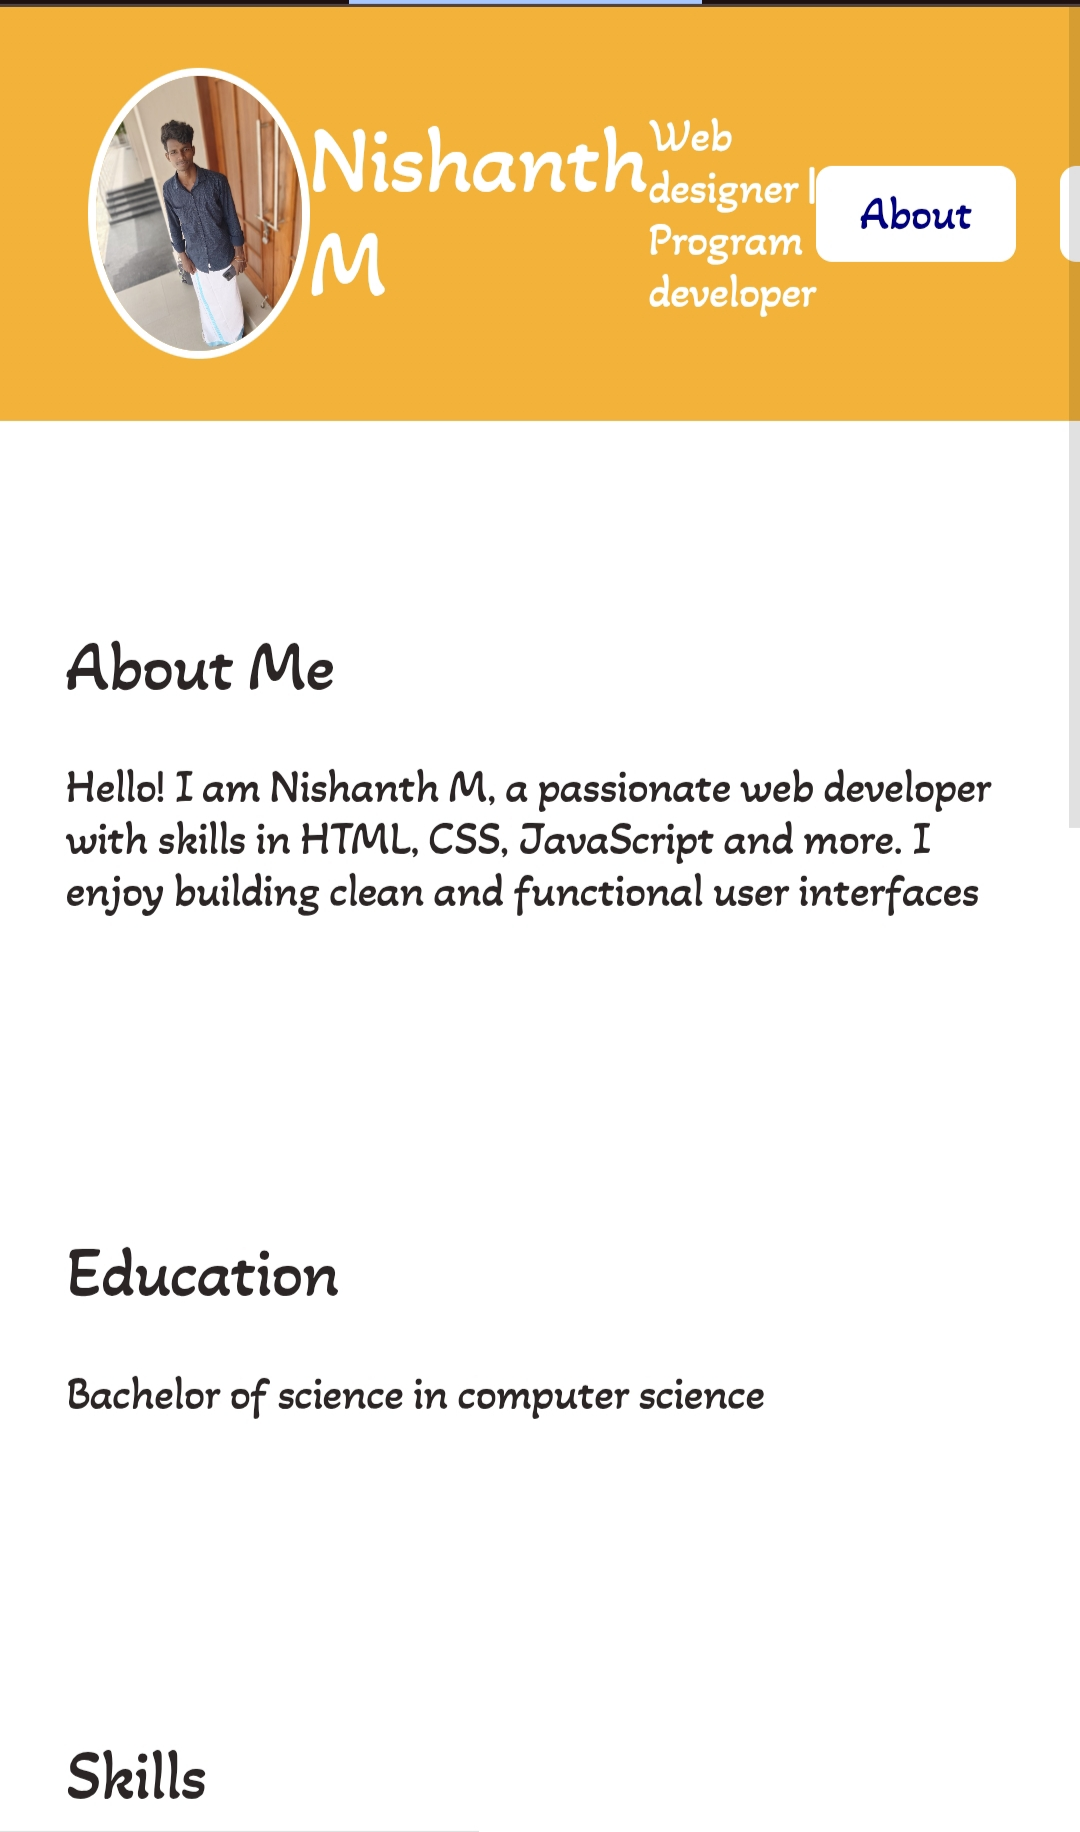 Nishanth
M
Web
designer |
Program
developer
About
About Me
Hello! I am Nishanth M, a passionate web developer
with skills in HTML, CSS, JavaScript and more. I
enjoy building clean and functional user interfaces
Education
Bachelor of science in computer science
Skills